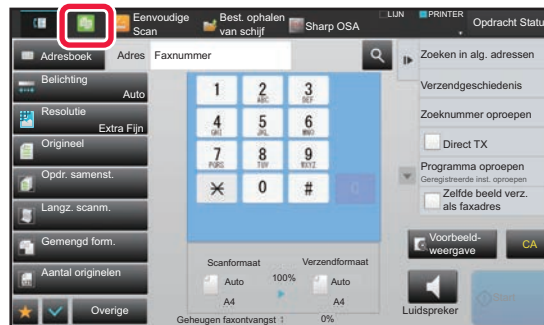 LIJN PRINTER
Eenvoudige Scan
Best. ophalen van schijf
Sharp OSA
Opdracht Statu
Adresboek
Adres
Faxnummer
Zoeken in alg. adressen
Belichting
Auto
Verzendgeschiedenis
Resolutie
Extra Fijn
Zoeknummer oproepen
Origineel
Direct TX
Opdr. samenst.
Programma oproepen
Geregistreerde inst. oproepen
Langz. scanm.
Zelfde beeld verz.
als faxadres
Gemengd form.
Aantal originelen
Overige
1 2 3
ABC DEF
4 5 6
GHI JKL MNO
7 8 9
PQRS TUV WXYZ
* 0 #
Scanformaat
Verzendformaat
Auto
100%
Auto
A4
A4
Geheugen faxontvangst : 0%
Voorbeeld-
weergave
CA
Luidspreker
Start